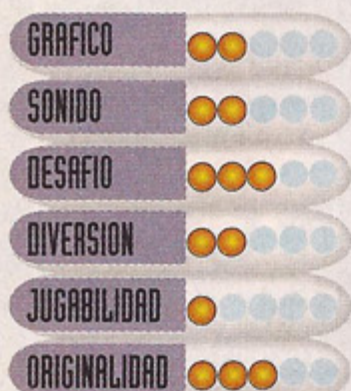 GRAFICO
SONIDO
DESAFIO
DIVERSION
JUGABILIDAD
ORIGINALIDAD